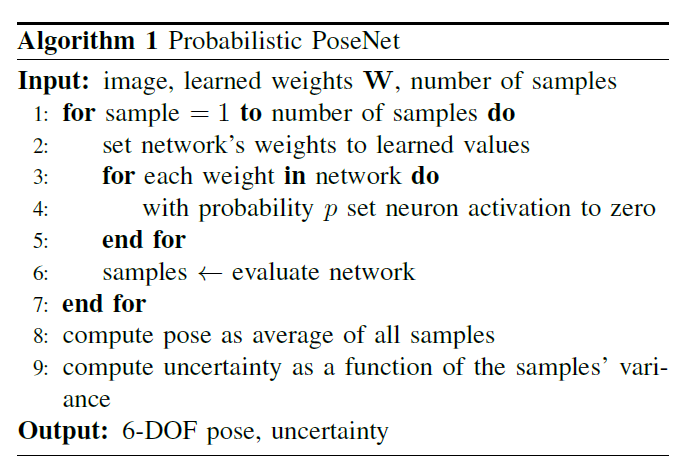 Algorithm 1 Probabilistic PoseNet
Input: image, learned weights W, number of samples
1: for sample = 1 to number of samples do
2: set network's weights to learned values
3: for each weight in network do
4: with probability p set neuron activation to zero
5: end for
6: samples ← evaluate network
7: end for
8: compute pose as average of all samples
9: compute uncertainty as a function of the samples' vari-
ance
Output: 6-DOF pose, uncertainty